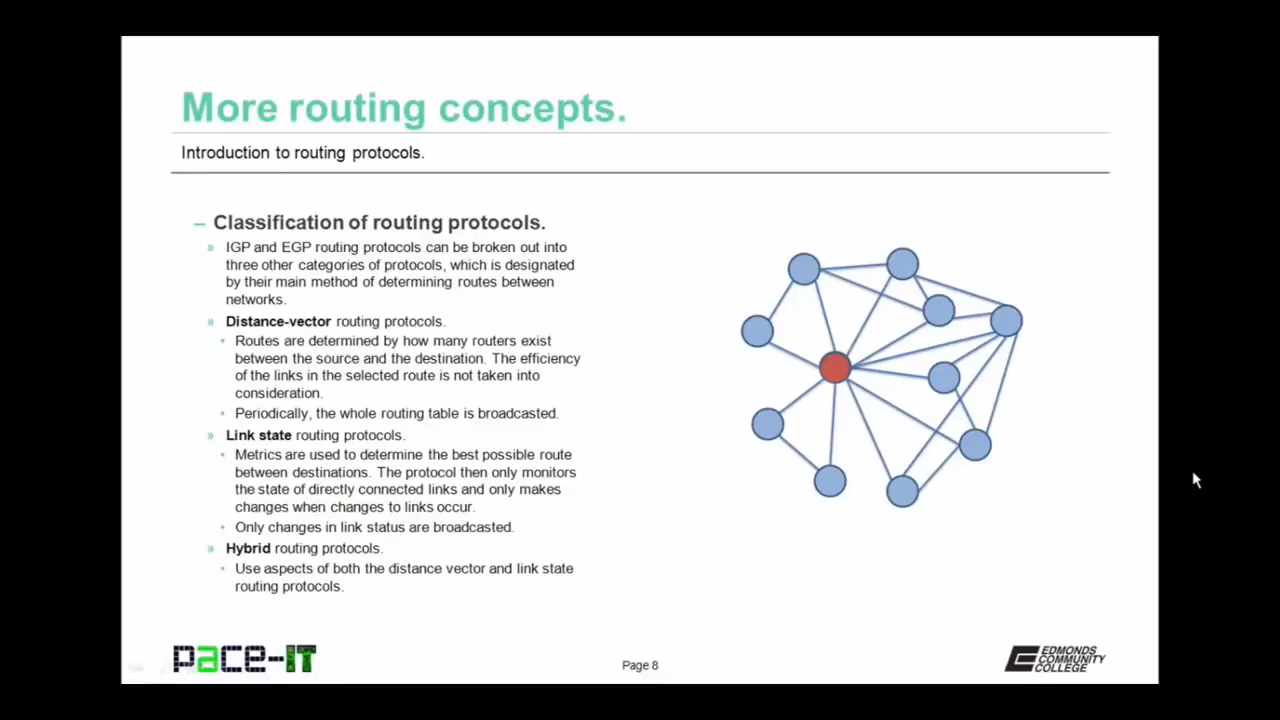 More routing concepts.
Introduction to routing protocols.
– Classification of routing protocols.
» IGP and EGP routing protocols can be broken out into
three other categories of protocols, which is designated
by their main method of determining routes between
networks.
» Distance-vector routing protocols.
• Routes are determined by how many routers exist
between the source and the destination. The efficiency
of the links in the selected route is not taken into
consideration.
• Periodically, the whole routing table is broadcasted.
» Link state routing protocols.
• Metrics are used to determine the best possible route
between destinations. The protocol then only monitors
the state of directly connected links and only makes
changes when changes to links occur.
• Only changes in link status are broadcasted.
» Hybrid routing protocols.
• Use aspects of both the distance vector and link state
routing protocols.
pace-IT
Page 8
EDMONDS
COMMUNITY
COLLEGE